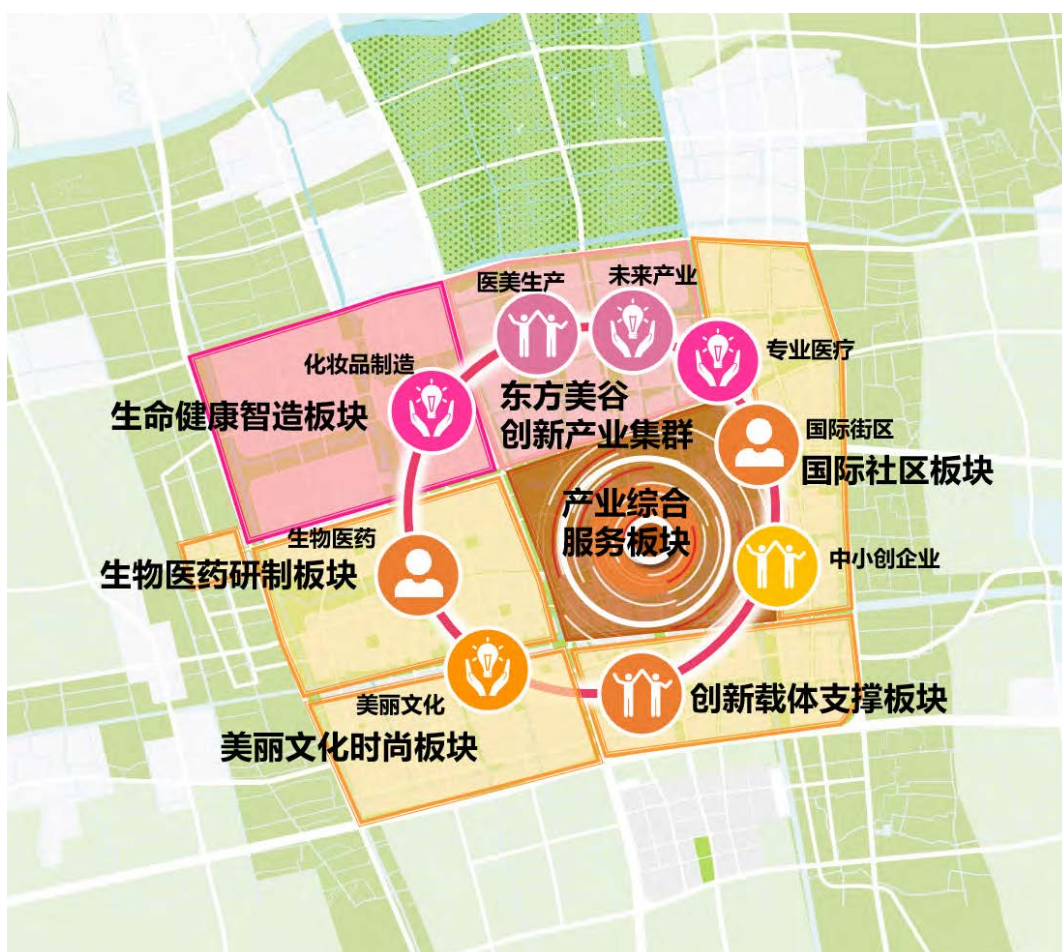 医美生产
未来产业
化妆品制造
专业医疗
生命健康智造板块
东方美谷
创新产业集群
国际街区
国际社区板块
产业综合
服务板块
生物医药
生物医药研制板块
中小创企业
美丽文化
美丽文化时尚板块
创新载体支撑板块